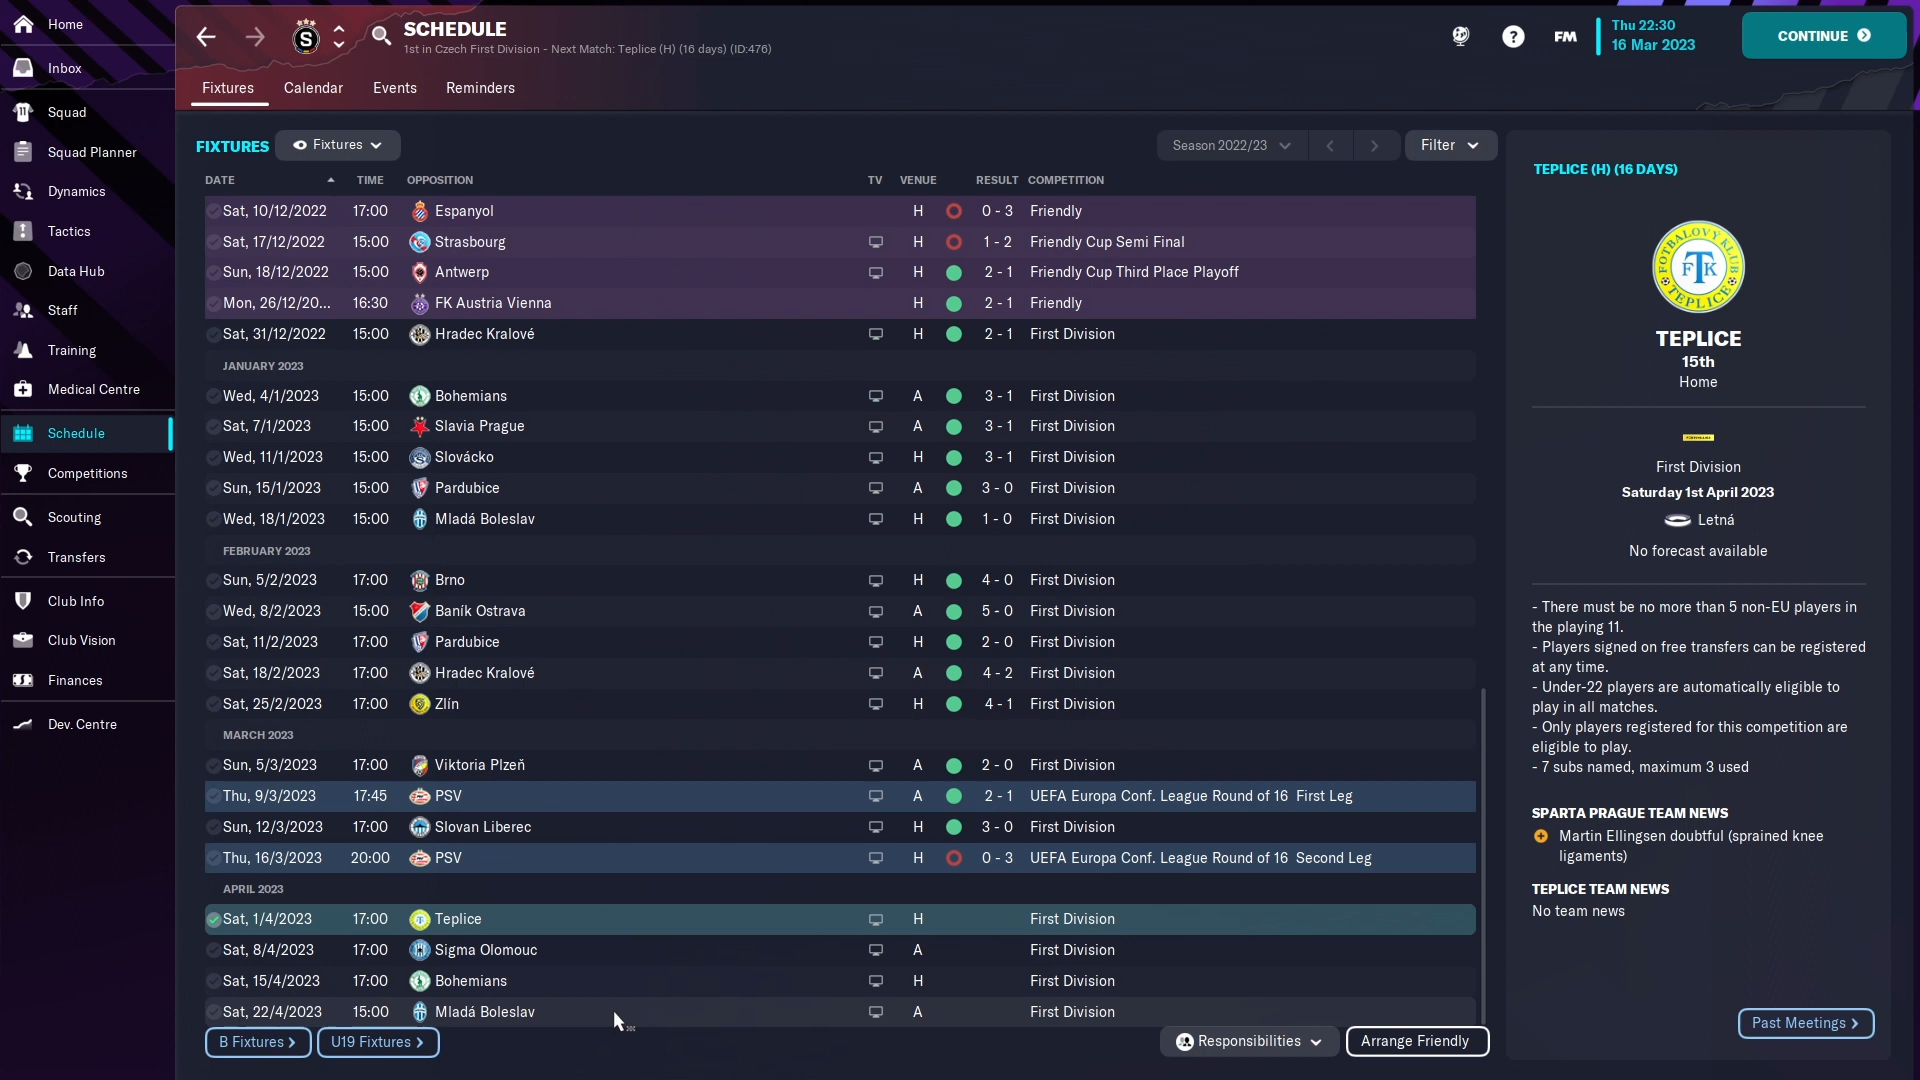 Home
Inbox
Squad
Squad Planner
Dynamics
Tactics
Data Hub
Staff
Training
Medical Centre
Schedule
Competitions
Scouting
Transfers
Club Info
Club Vision
Finances
Dev. Centre
S
SCHEDULE
1st in Czech First Division - Next Match: Teplice (H) (16 days) (ID:476)
? FM
Thu 22:30
16 Mar 2023
CONTINUE
Fixtures Calendar Events Reminders
FIXTURES Fixtures Season 2022/23 Filter
DATE TIME OPPOSITION TV VENUE RESULT COMPETITION
Sat, 10/12/2022 17:00 Espanyol H 0 - 3 Friendly
Sat, 17/12/2022 15:00 Strasbourg H 1 - 2 Friendly Cup Semi Final
Sun, 18/12/2022 15:00 Antwerp H 2 - 1 Friendly Cup Third Place Playoff
Mon, 26/12/20... 16:30 FK Austria Vienna H 2 - 1 Friendly
Sat, 31/12/2022 15:00 Hradec Kralové H 2 - 1 First Division
JANUARY 2023
Wed, 4/1/2023 15:00 Bohemians A 3 - 1 First Division
Sat, 7/1/2023 15:00 Slavia Prague A 3 - 1 First Division
Wed, 11/1/2023 15:00 Slovácko H 3 - 1 First Division
Sun, 15/1/2023 15:00 Pardubice A 3 - 0 First Division
Wed, 18/1/2023 15:00 Mladá Boleslav H 1 - 0 First Division
FEBRUARY 2023
Sun, 5/2/2023 17:00 Brno H 4 - 0 First Division
Wed, 8/2/2023 15:00 Baník Ostrava A 5 - 0 First Division
Sat, 11/2/2023 17:00 Pardubice H 2 - 0 First Division
Sat, 18/2/2023 17:00 Hradec Kralové A 4 - 2 First Division
Sat, 25/2/2023 17:00 Zlín H 4 - 1 First Division
MARCH 2023
Sun, 5/3/2023 17:00 Viktoria Plzeň A 2 - 0 First Division
Thu, 9/3/2023 17:45 PSV A 2 - 1 UEFA Europa Conf. League Round of 16 First Leg
Sun, 12/3/2023 17:00 Slovan Liberec H 3 - 0 First Division
Thu, 16/3/2023 20:00 PSV H 0 - 3 UEFA Europa Conf. League Round of 16 Second Leg
APRIL 2023
Sat, 1/4/2023 17:00 Teplice H First Division
Sat, 8/4/2023 17:00 Sigma Olomouc A First Division
Sat, 15/4/2023 17:00 Bohemians H First Division
Sat, 22/4/2023 15:00 Mladá Boleslav A First Division
B Fixtures U19 Fixtures Responsibilities Arrange Friendly
TEPLICE (H) (16 DAYS)
FOTBALOVÝ KLUB
FTK
TEPLICE
TEPLICE
15th
Home
First Division
Saturday 1st April 2023
Letná
No forecast available
- There must be no more than 5 non-EU players in
the playing 11.
- Players signed on free transfers can be registered
at any time.
- Under-22 players are automatically eligible to
play in all matches.
- Only players registered for this competition are
eligible to play.
- 7 subs named, maximum 3 used
SPARTA PRAGUE TEAM NEWS
Martin Ellingsen doubtful (sprained knee
ligaments)
TEPLICE TEAM NEWS
No team news
Past Meetings